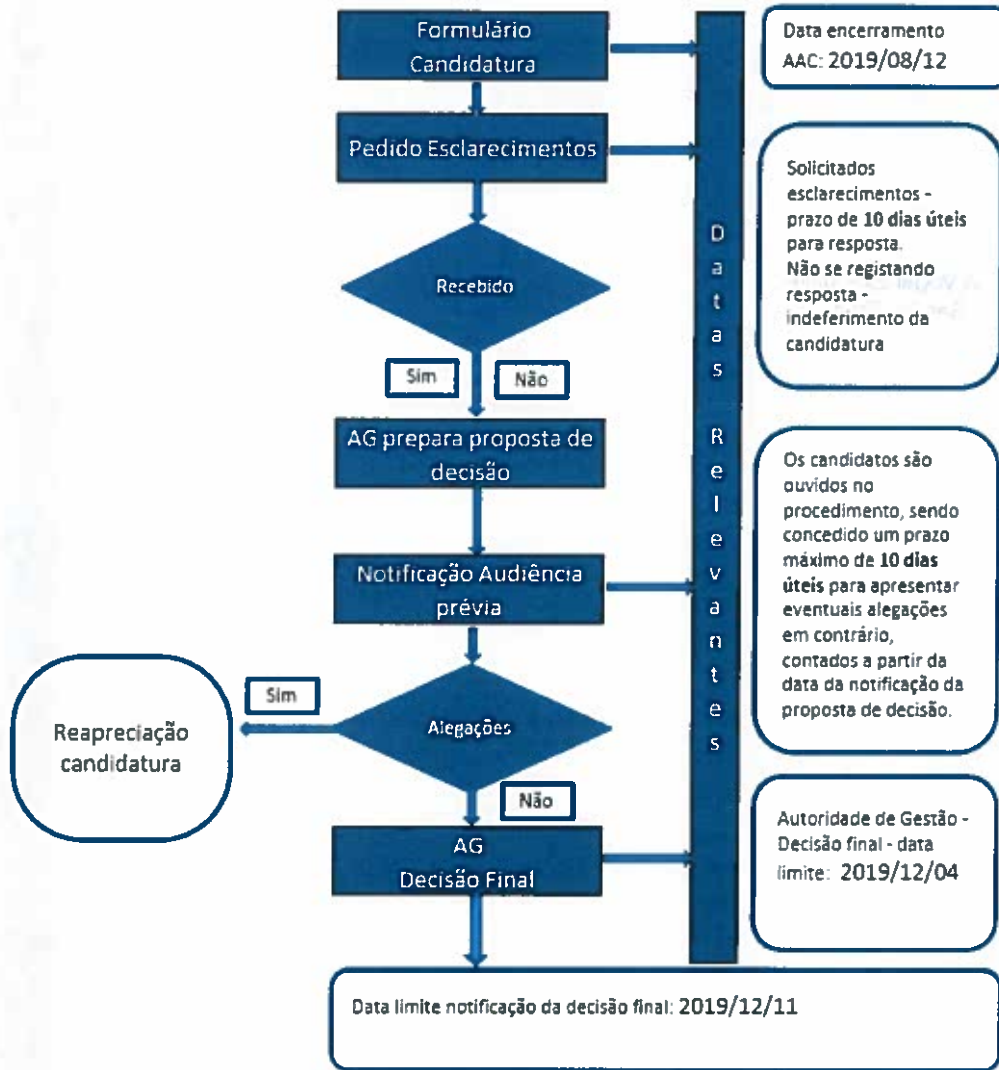 Formulário
Candidatura
Data encerramento
AAC: 2019/08/12
Pedido Esclarecimentos
Solicitados
esclarecimentos -
prazo de 10 dias úteis
para resposta.
Não se registando
resposta -
indeferimento da
candidatura
Recebido
Sim
Não
AG prepara proposta de
decisão
Notificação Audiência
prévia
Os candidatos são
ouvidos no
procedimento, sendo
concedido um prazo
máximo de 10 dias
úteis para apresentar
eventuais alegações
em contrário,
contados a partir da
data da notificação da
proposta de decisão.
Datas Relevantes
Sim
Reapreciação
candidatura
Alegações
Não
AG
Decisão Final
Autoridade de Gestão -
Decisão final - data
limite: 2019/12/04
Data limite notificação da decisão final: 2019/12/11